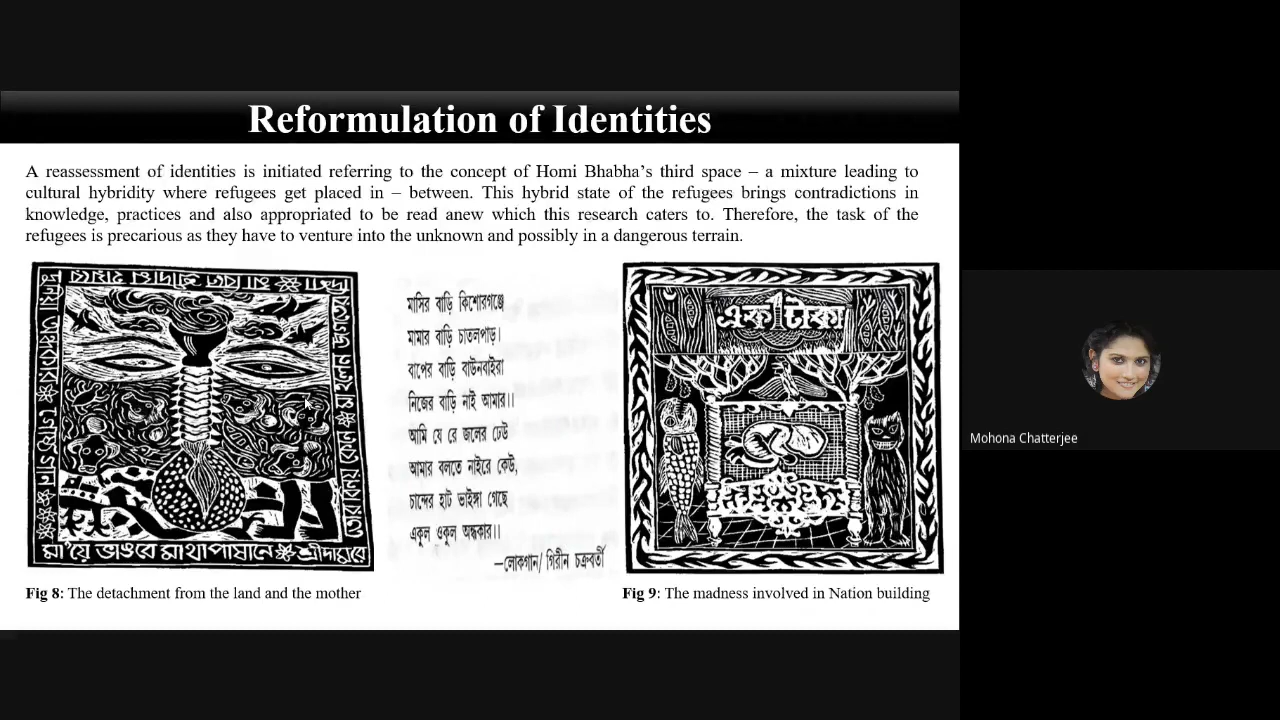 Reformulation of Identities
A reassessment of identities is initiated referring to the concept of Homi Bhabha's third space – a mixture leading to
cultural hybridity where refugees get placed in – between. This hybrid state of the refugees brings contradictions in
knowledge, practices and also appropriated to be read anew which this research caters to. Therefore, the task of the
refugees is precarious as they have to venture into the unknown and possibly in a dangerous terrain.
মাসির বাড়ি কিশোরগঞ্জে
মামার বাড়ি চাতলপাড়।
বাপের বাড়ি বাউনবাইরা
নিজের বাড়ি নাই আমার।।
আমি যে রে জলের ঢেউ
আমার বলতে নাইরে কেউ,
চান্দের হাট ভাইঙ্গা গেছে
একূল ওকূল অন্ধকার।।
—লোকগান/ গিরীন চক্রবর্তী
এক টাকা
Fig 8: The detachment from the land and the mother
Fig 9: The madness involved in Nation building
Mohona Chatterjee